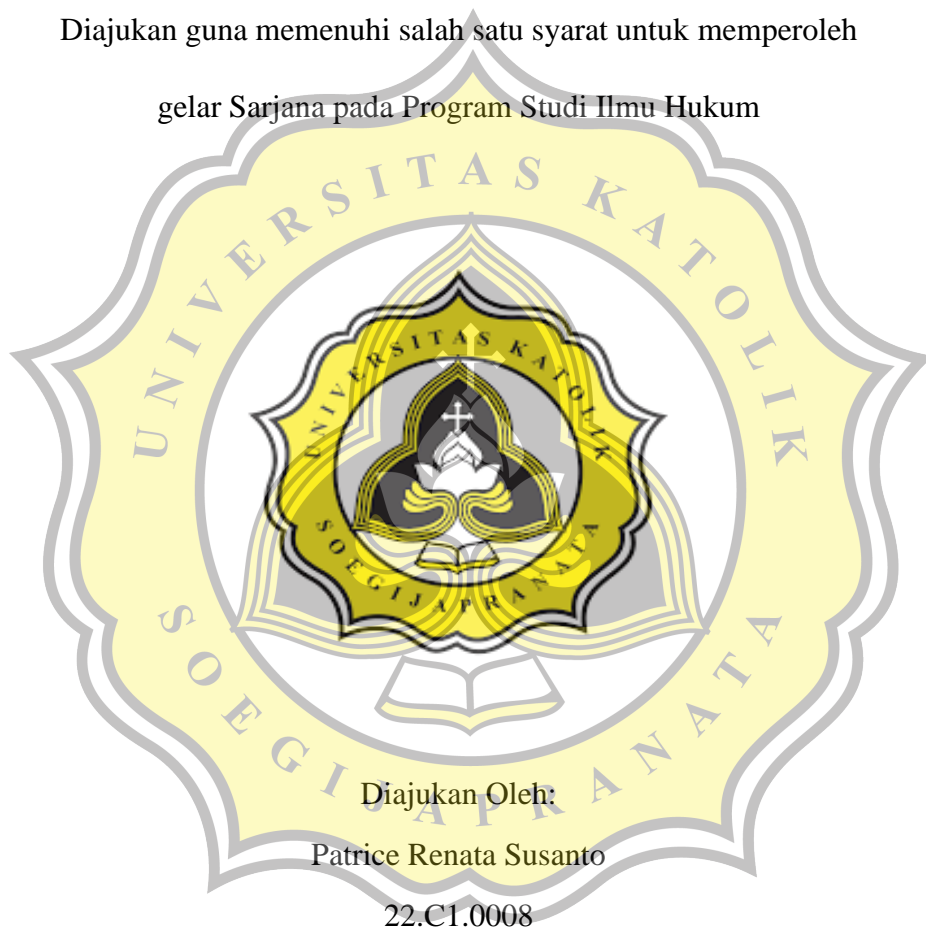 Diajukan guna memenuhi salah satu syarat untuk memperoleh
gelar Sarjana pada Program Studi Ilmu Hukum
UNIVERSITAS KATOLIK
SOEGIJAPRANATA
UNIVERSITAS KATOLIK
SOEGIJAPRANATA
Diajukan Oleh:
Patrice Renata Susanto
22.C1.0008